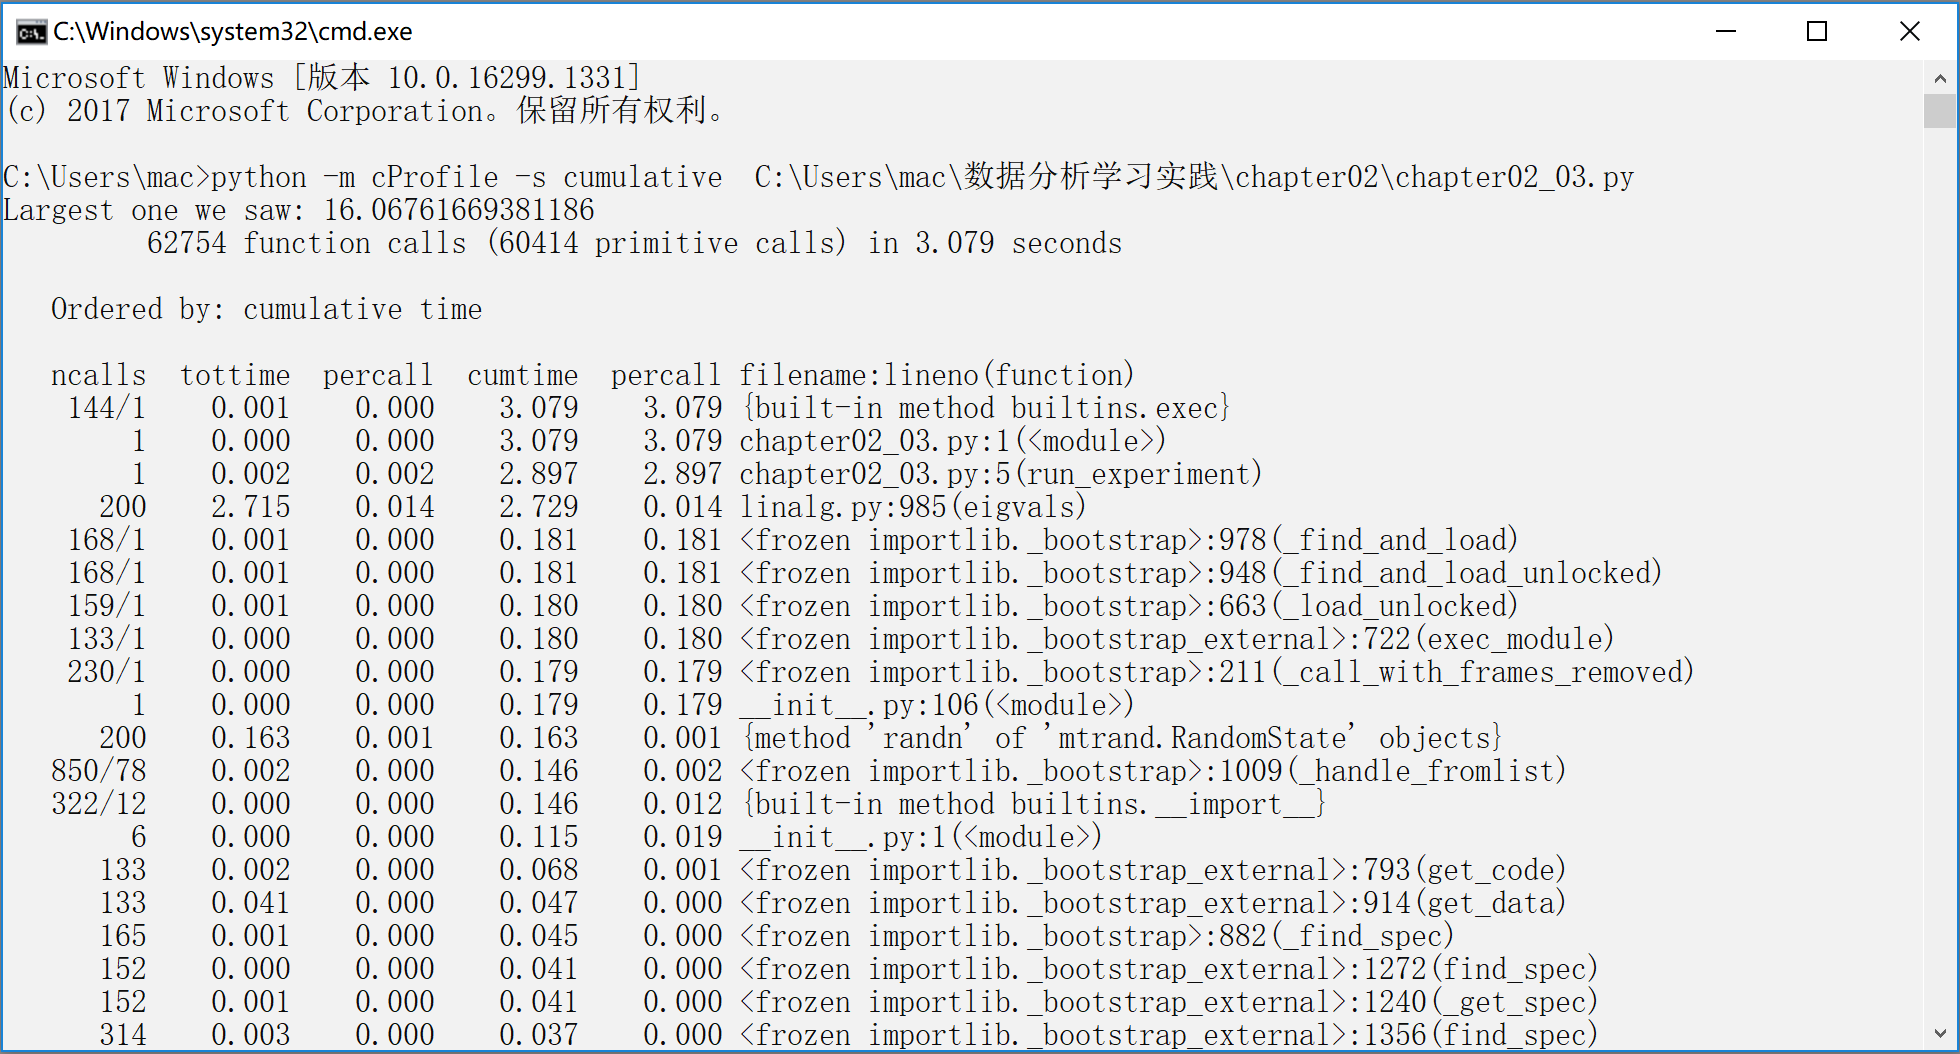 C:\Windows\system32\cmd.exe
Microsoft Windows [版本 10.0.16299.1331]
(c) 2017 Microsoft Corporation。保留所有权利。
C:\Users\mac>python -m cProfile -s cumulative  C:\Users\mac\数据分析学习实践\chapter02\chapter02_03.py
Largest one we saw: 16.06761669381186
         62754 function calls (60414 primitive calls) in 3.079 seconds
   Ordered by: cumulative time
   ncalls  tottime  percall  cumtime  percall filename:lineno(function)
    144/1    0.001    0.000    3.079    3.079 {built-in method builtins.exec}
        1    0.000    0.000    3.079    3.079 chapter02_03.py:1(<module>)
        1    0.002    0.002    2.897    2.897 chapter02_03.py:5(run_experiment)
      200    2.715    0.014    2.729    0.014 linalg.py:985(eigvals)
    168/1    0.001    0.000    0.181    0.181 <frozen importlib._bootstrap>:978(_find_and_load)
    168/1    0.001    0.000    0.181    0.181 <frozen importlib._bootstrap>:948(_find_and_load_unlocked)
    159/1    0.001    0.000    0.180    0.180 <frozen importlib._bootstrap>:663(_load_unlocked)
    133/1    0.000    0.000    0.180    0.180 <frozen importlib._bootstrap_external>:722(exec_module)
    230/1    0.000    0.000    0.179    0.179 <frozen importlib._bootstrap>:211(_call_with_frames_removed)
        1    0.000    0.000    0.179    0.179 __init__.py:106(<module>)
      200    0.163    0.001    0.163    0.001 {method 'randn' of 'mtrand.RandomState' objects}
   850/78    0.002    0.000    0.146    0.002 <frozen importlib._bootstrap>:1009(_handle_fromlist)
   322/12    0.000    0.000    0.146    0.012 {built-in method builtins.__import__}
        6    0.000    0.000    0.115    0.019 __init__.py:1(<module>)
      133    0.002    0.000    0.068    0.001 <frozen importlib._bootstrap_external>:793(get_code)
      133    0.041    0.000    0.047    0.000 <frozen importlib._bootstrap_external>:914(get_data)
      165    0.001    0.000    0.045    0.000 <frozen importlib._bootstrap>:882(_find_spec)
      152    0.000    0.000    0.041    0.000 <frozen importlib._bootstrap_external>:1272(find_spec)
      152    0.001    0.000    0.041    0.000 <frozen importlib._bootstrap_external>:1240(_get_spec)
      314    0.003    0.000    0.037    0.000 <frozen importlib._bootstrap_external>:1356(find_spec)